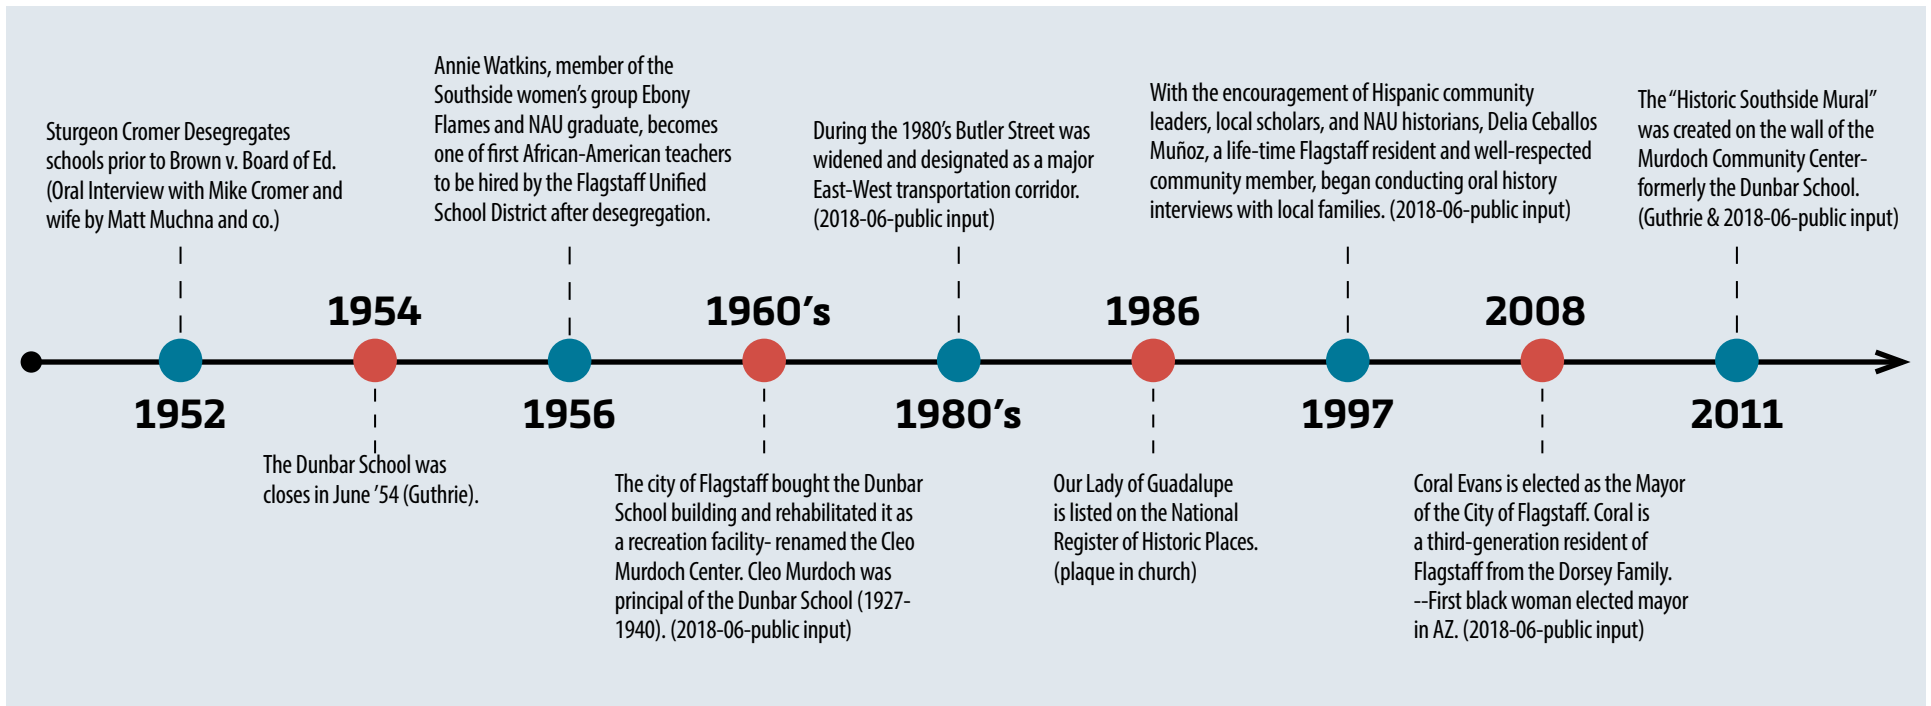 Sturgeon Cromer Desegregates
schools prior to Brown v. Board of Ed.
(Oral Interview with Mike Cromer and
wife by Matt Muchna and co.)
1952
1954
The Dunbar School was
closes in June ’54 (Guthrie).
Annie Watkins, member of the
Southside women’s group Ebony
Flames and NAU graduate, becomes
one of first African-American teachers
to be hired by the Flagstaff Unified
School District after desegregation.
1956
1960’s
The city of Flagstaff bought the Dunbar
School building and rehabilitated it as
a recreation facility- renamed the Cleo
Murdoch Center. Cleo Murdoch was
principal of the Dunbar School (1927-
1940). (2018-06-public input)
During the 1980’s Butler Street was
widened and designated as a major
East-West transportation corridor.
(2018-06-public input)
1980’s
1986
Our Lady of Guadalupe
is listed on the National
Register of Historic Places.
(plaque in church)
With the encouragement of Hispanic community
leaders, local scholars, and NAU historians, Delia Ceballos
Muñoz, a life-time Flagstaff resident and well-respected
community member, began conducting oral history
interviews with local families. (2018-06-public input)
1997
2008
Coral Evans is elected as the Mayor
of the City of Flagstaff. Coral is
a third-generation resident of
Flagstaff from the Dorsey Family.
--First black woman elected mayor
in AZ. (2018-06-public input)
The “Historic Southside Mural”
was created on the wall of the
Murdoch Community Center-
formerly the Dunbar School.
(Guthrie & 2018-06-public input)
2011